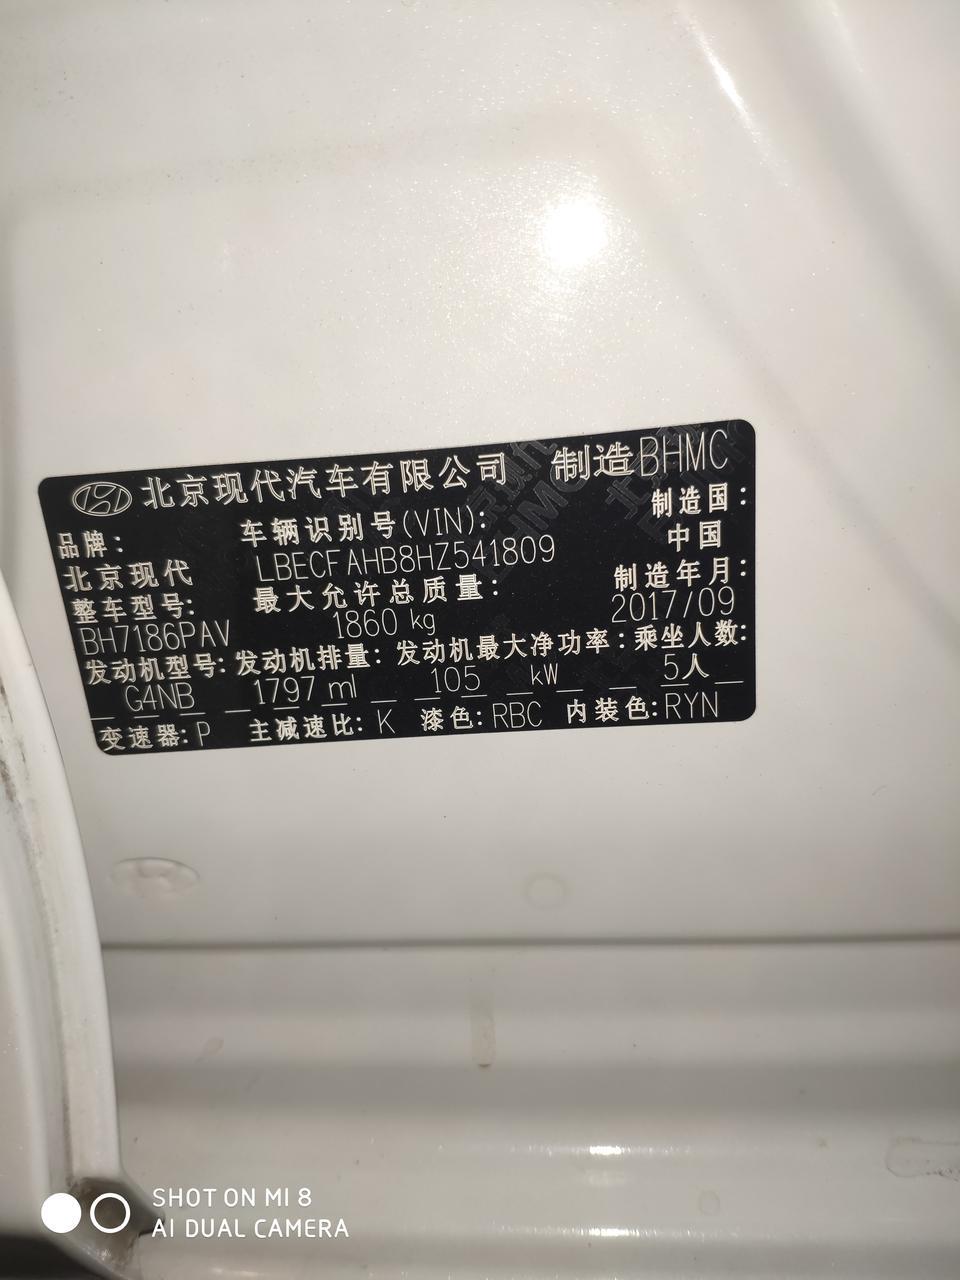 北京现代汽车有限公司 制造BHMC
品牌: 车辆识别号(VIN): 制造国:
北京现代 LBECFAHB8HZ541809 中国
整车型号: 最大允许总质量: 制造年月:
BH7186PAV 1860 kg 2017/09
发动机型号: 发动机排量: 发动机最大净功率: 乘坐人数:
G4NB 1797 ml 105 kW 5人
变速器: P 主减速比: K 漆色: RBC 内装色: RYN
SHOT ON MI 8
AI DUAL CAMERA